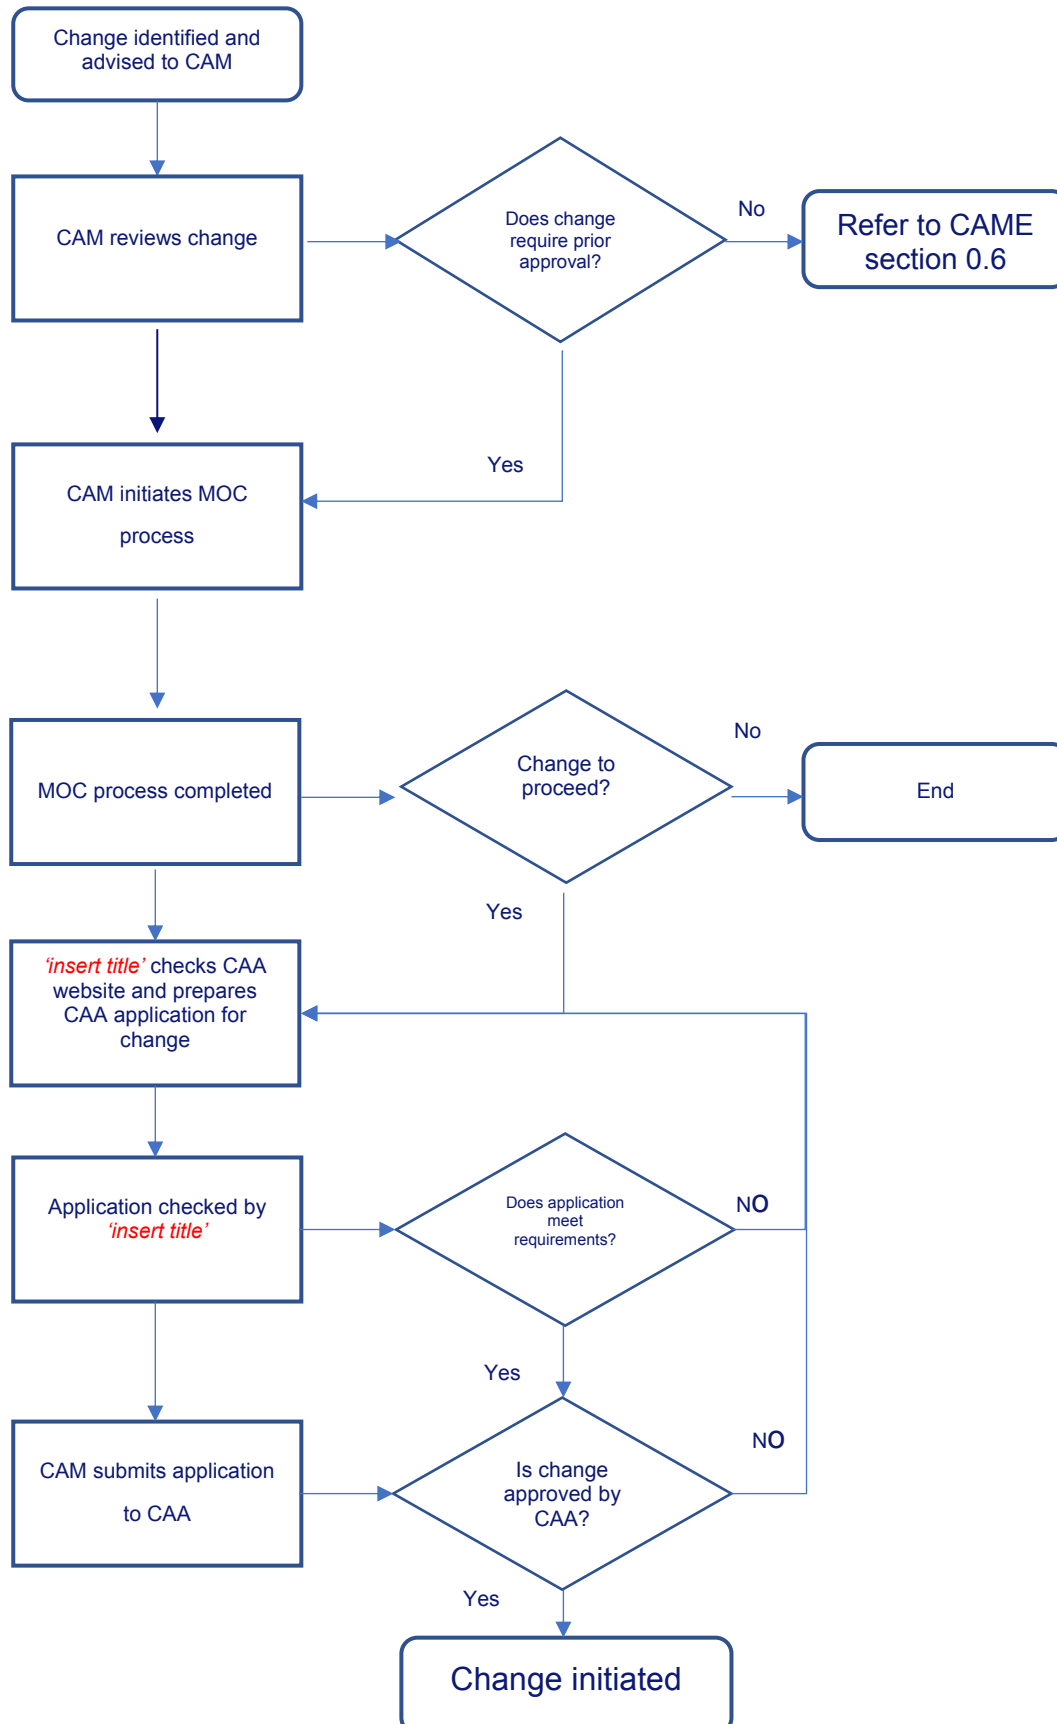 Change identified and
advised to CAM
CAM reviews change
Does change
require prior
approval?
No
Refer to CAME
section 0.6
Yes
CAM initiates MOC
process
MOC process completed
Change to
proceed?
No
End
Yes
‘insert title’ checks CAA
website and prepares
CAA application for
change
Application checked by
‘insert title’
Does application
meet
requirements?
NO
Yes
CAM submits application
to CAA
Is change
approved by
CAA?
NO
Yes
Change initiated